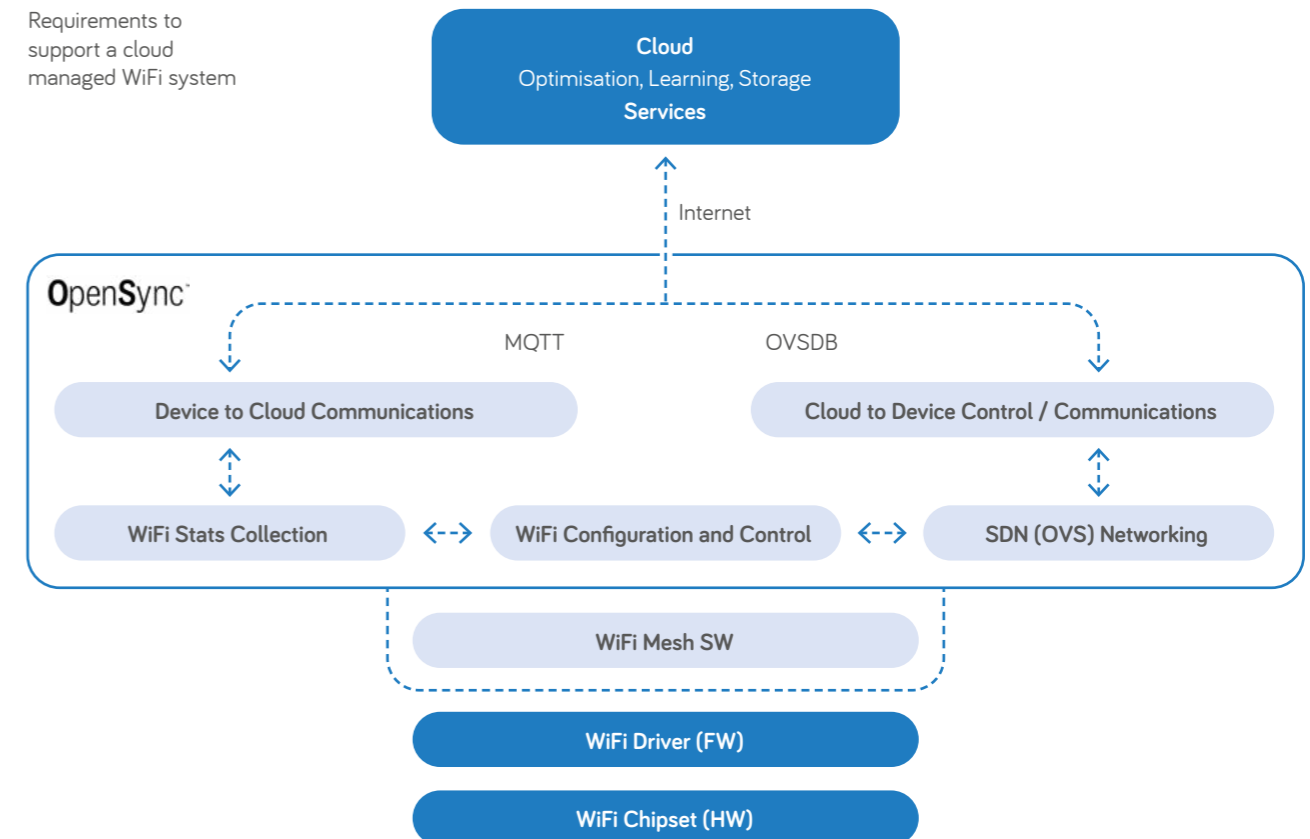 Requirements to
support a cloud
managed WiFi system
Cloud
Optimisation, Learning, Storage
Services
Internet
OpenSync™
MQTT
OVSDB
Device to Cloud Communications
Cloud to Device Control / Communications
WiFi Stats Collection
WiFi Configuration and Control
SDN (OVS) Networking
WiFi Mesh SW
WiFi Driver (FW)
WiFi Chipset (HW)